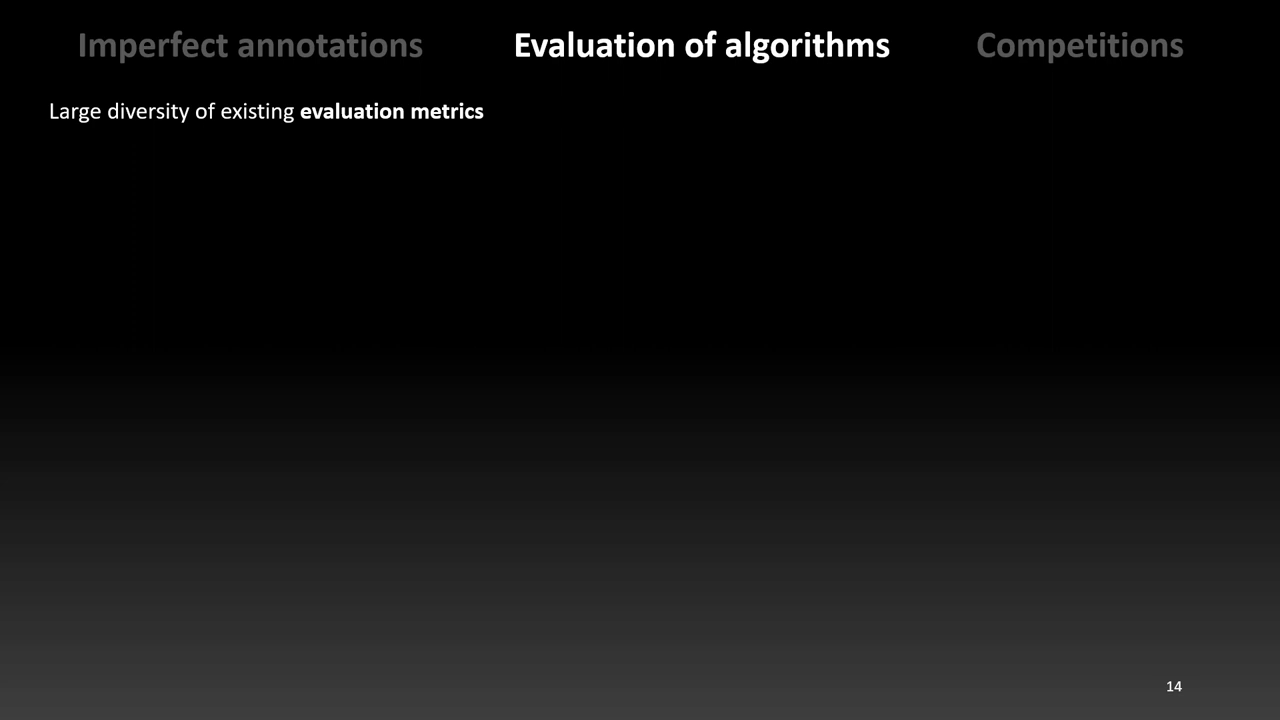 Imperfect annotations Evaluation of algorithms Competitions
Large diversity of existing evaluation metrics
14